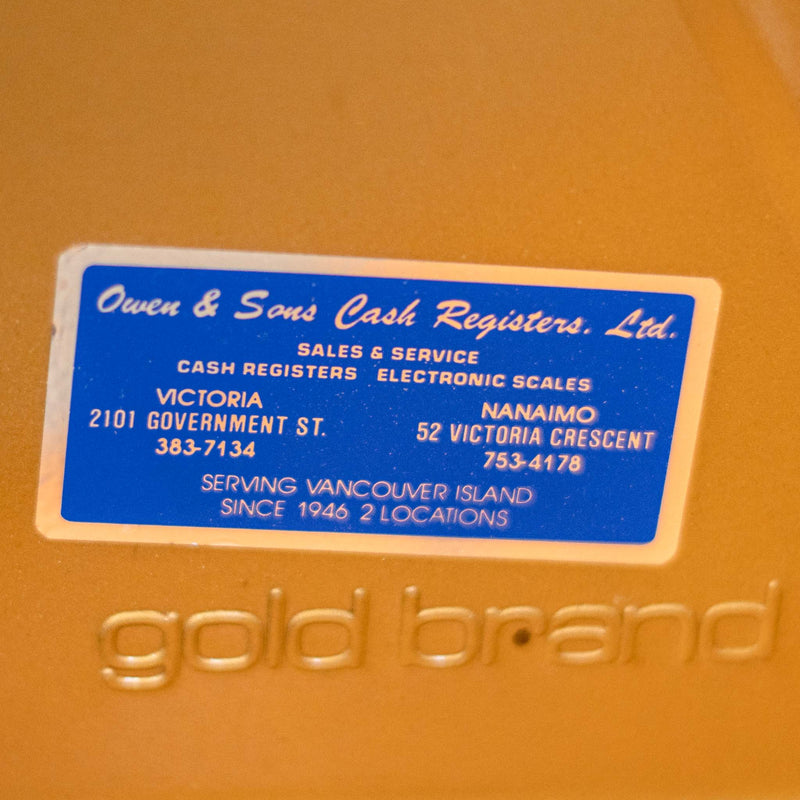 Owen & Sons Cash Registers. Ltd.
SALES & SERVICE
CASH REGISTERS ELECTRONIC SCALES
VICTORIA
2101 GOVERNMENT ST.
383-7134
NANAIMO
52 VICTORIA CRESCENT
753-4178
SERVING VANCOUVER ISLAND
SINCE 1946 2 LOCATIONS
gold brand